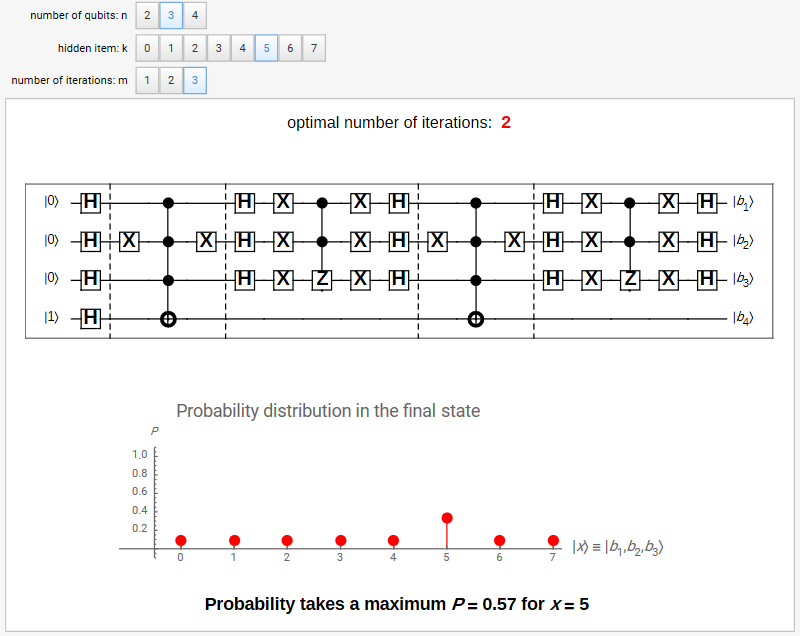 number of qubits: n 2 3 4
hidden item: k 0 1 2 3 4 5 6 7
number of iterations: m 1 2 3
optimal number of iterations: 2
|0⟩ H H X X H H X X H |b₁⟩
|0⟩ H X X H X X H X X H X X H |b₂⟩
|0⟩ H H X Z X H H X Z X H |b₃⟩
|1⟩ H |b₄⟩
Probability distribution in the final state
P
1.0
0.8
0.6
0.4
0.2
0 1 2 3 4 5 6 7
|x⟩ ≡ |b₁,b₂,b₃⟩
Probability takes a maximum P = 0.57 for x = 5